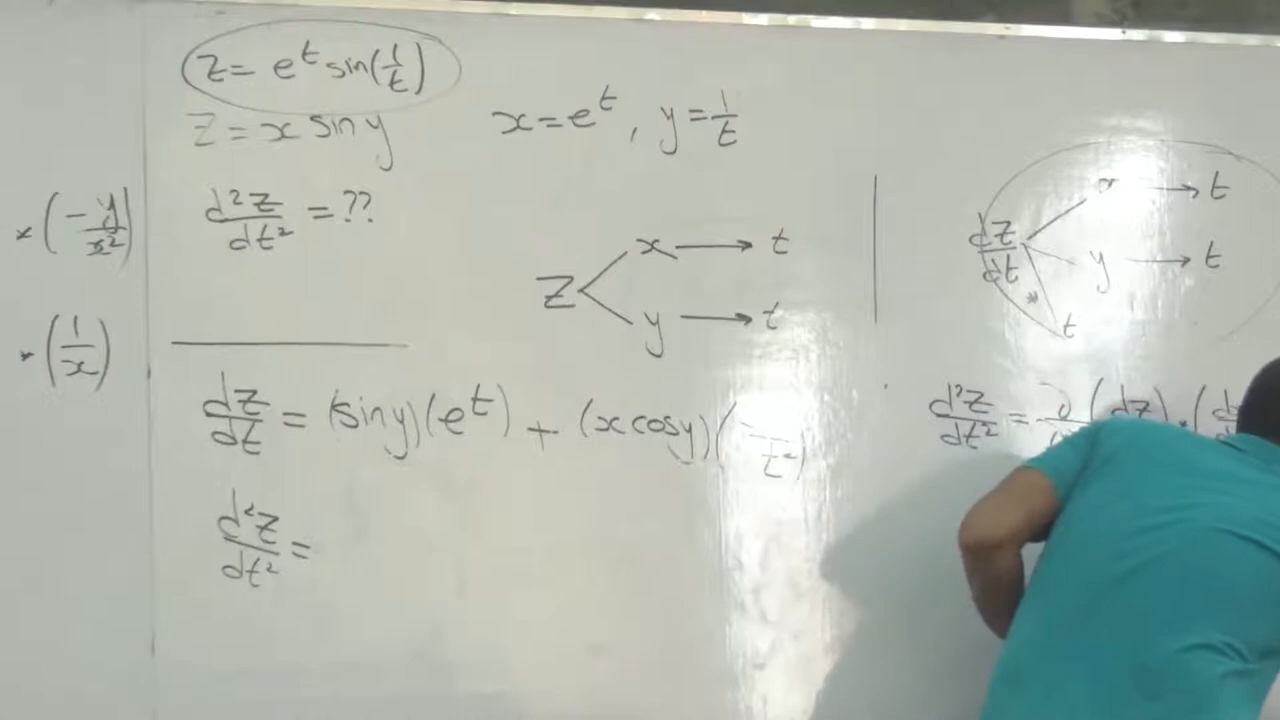 z = e^t sin(1/t)
z = x sin y    x = e^t , y = 1/t
* (-y/x²)
d²z/dt² = ??
z < x → t
y → t
* (1/x)
dz/dt = (sin y)(e^t) + (x cos y)( /t²)
d²z/dt² =
dz/dt x → t
y → t
* t
d²z/dt² = ∂ (dz ) · (d